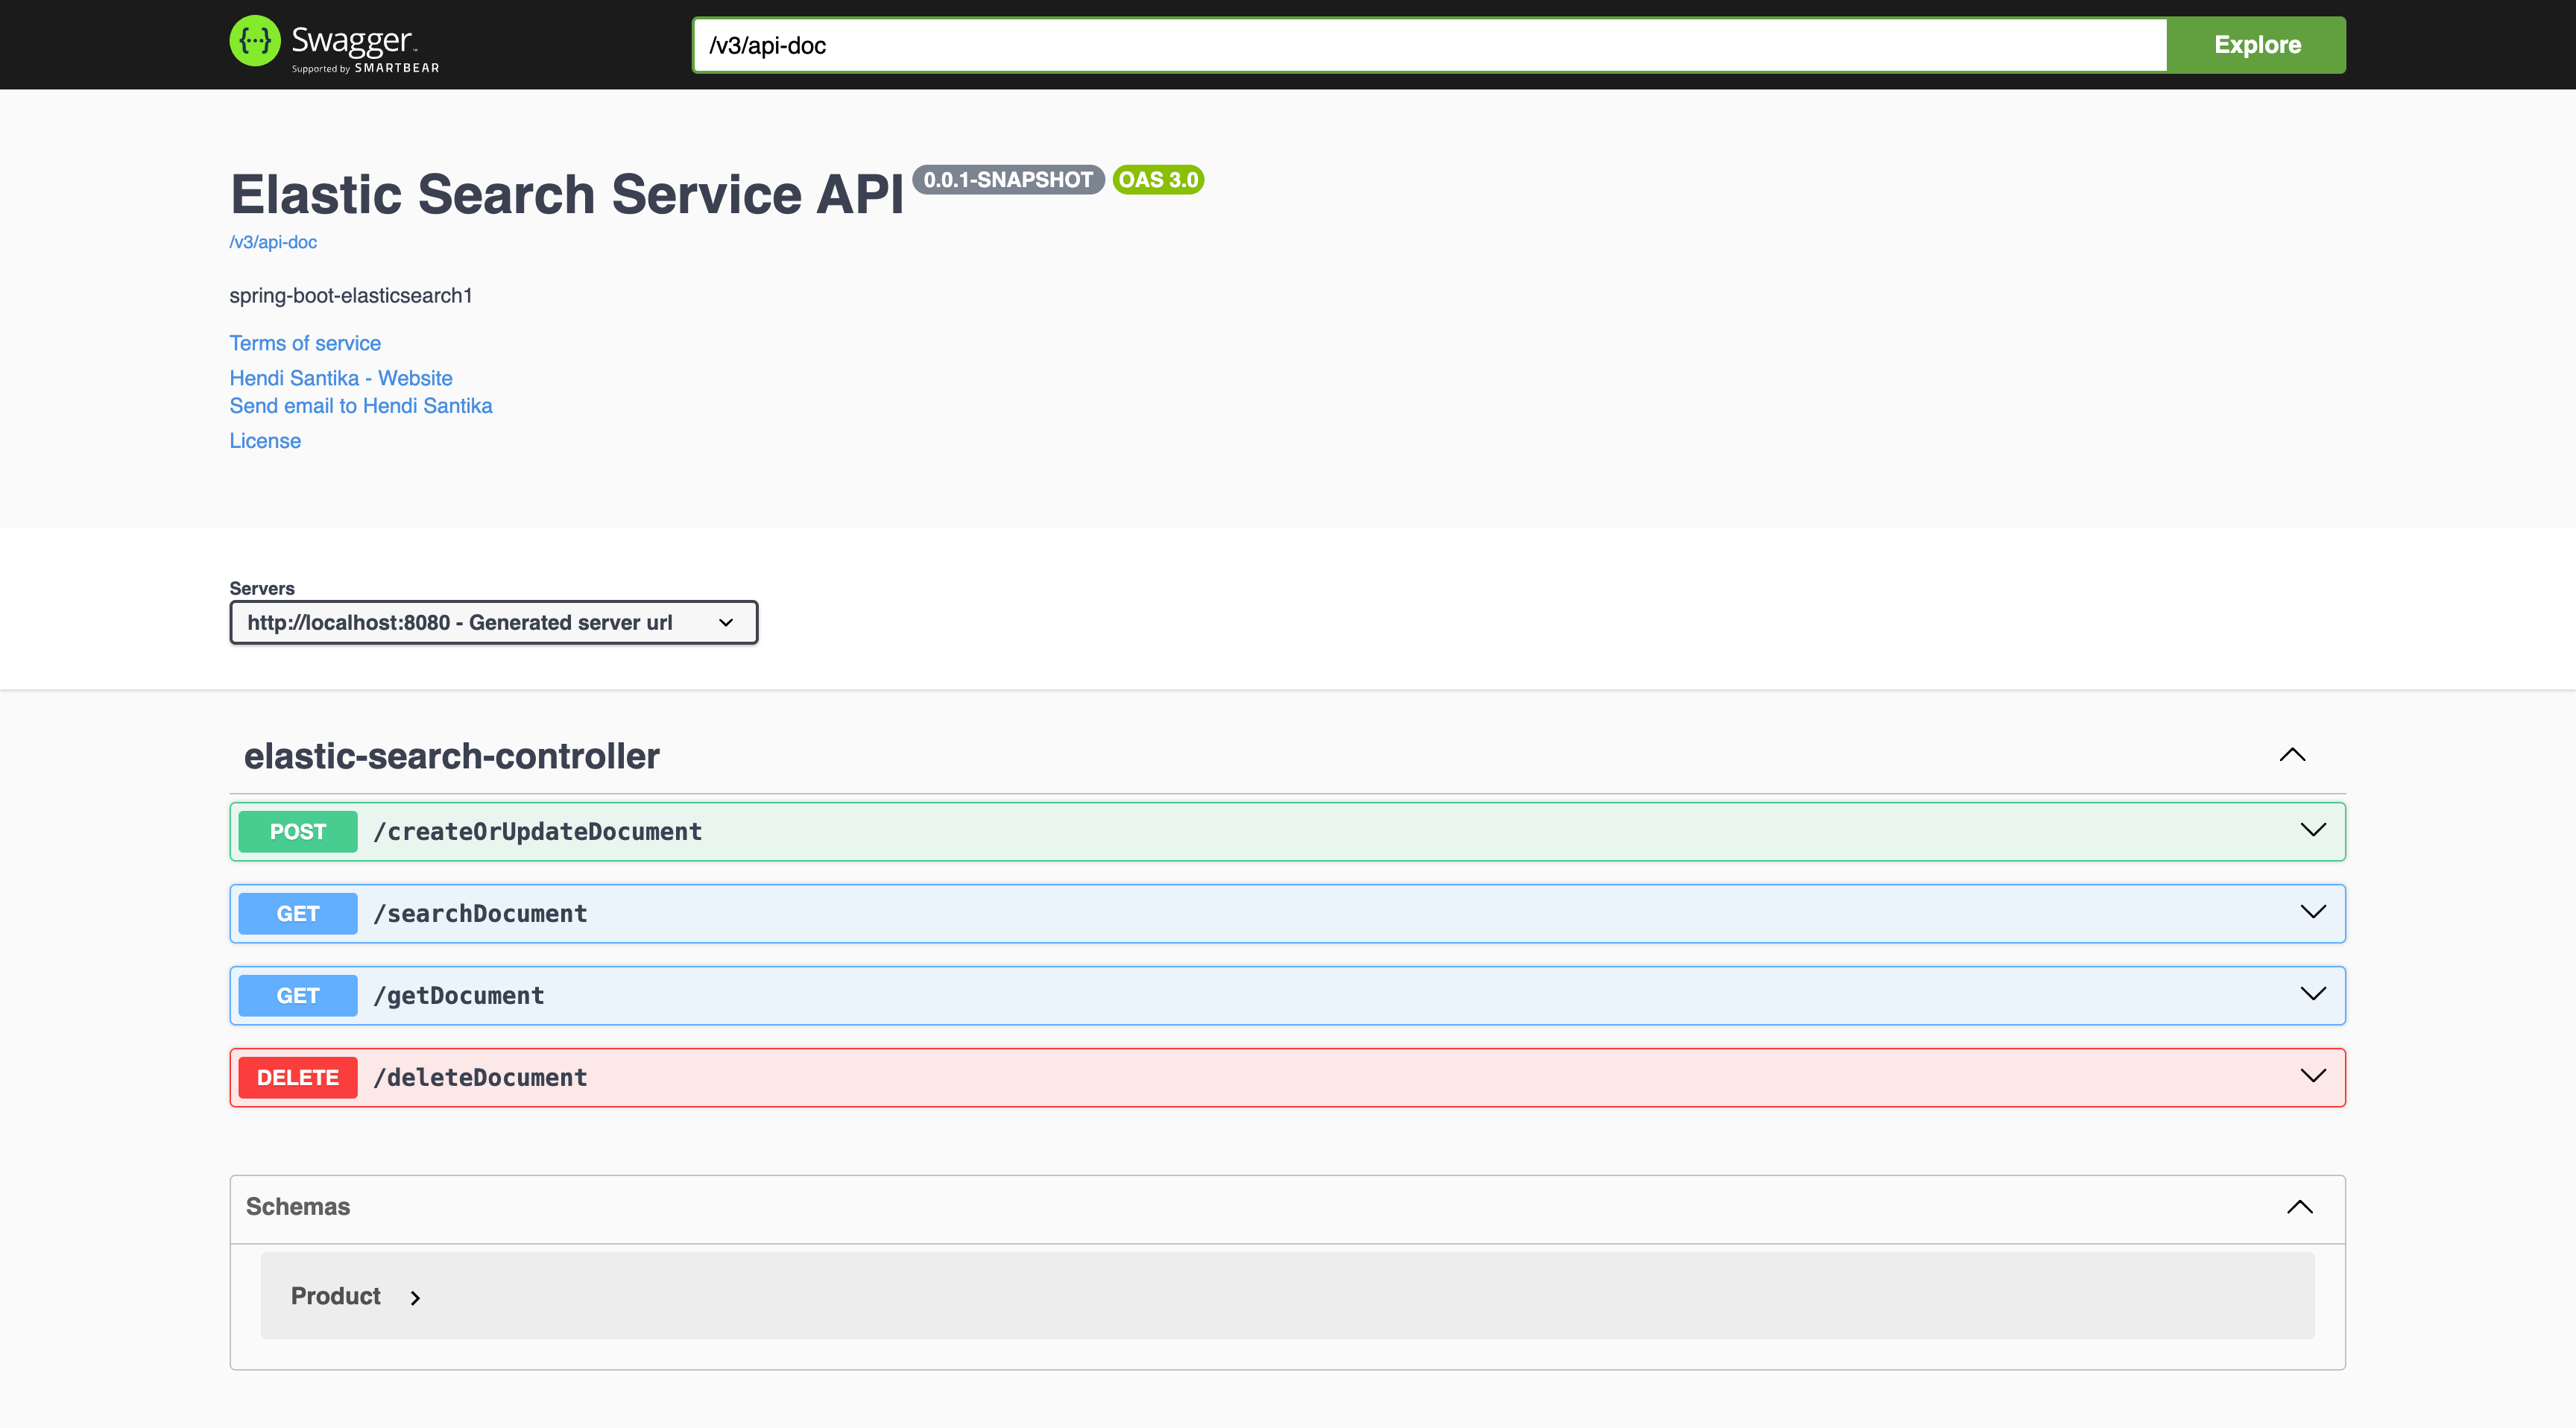 {···} Swagger™
Supported by SMARTBEAR
/v3/api-doc
Explore
Elastic Search Service API 0.0.1-SNAPSHOT OAS 3.0
/v3/api-doc
spring-boot-elasticsearch1
Terms of service
Hendi Santika - Website
Send email to Hendi Santika
License
Servers
http://localhost:8080 - Generated server url
elastic-search-controller
POST /createOrUpdateDocument
GET /searchDocument
GET /getDocument
DELETE /deleteDocument
Schemas
Product